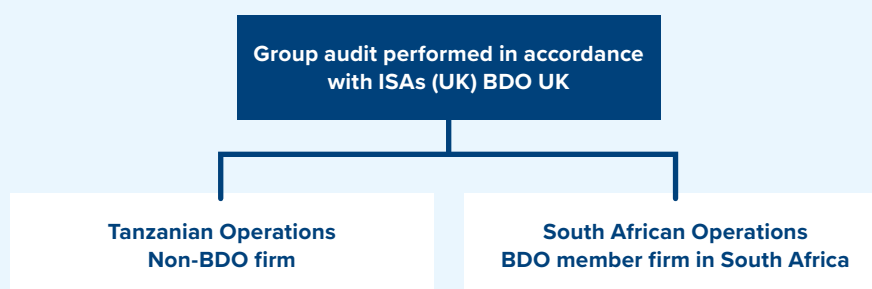 Group audit performed in accordance
with ISAs (UK) BDO UK
Tanzanian Operations
Non-BDO firm
South African Operations
BDO member firm in South Africa